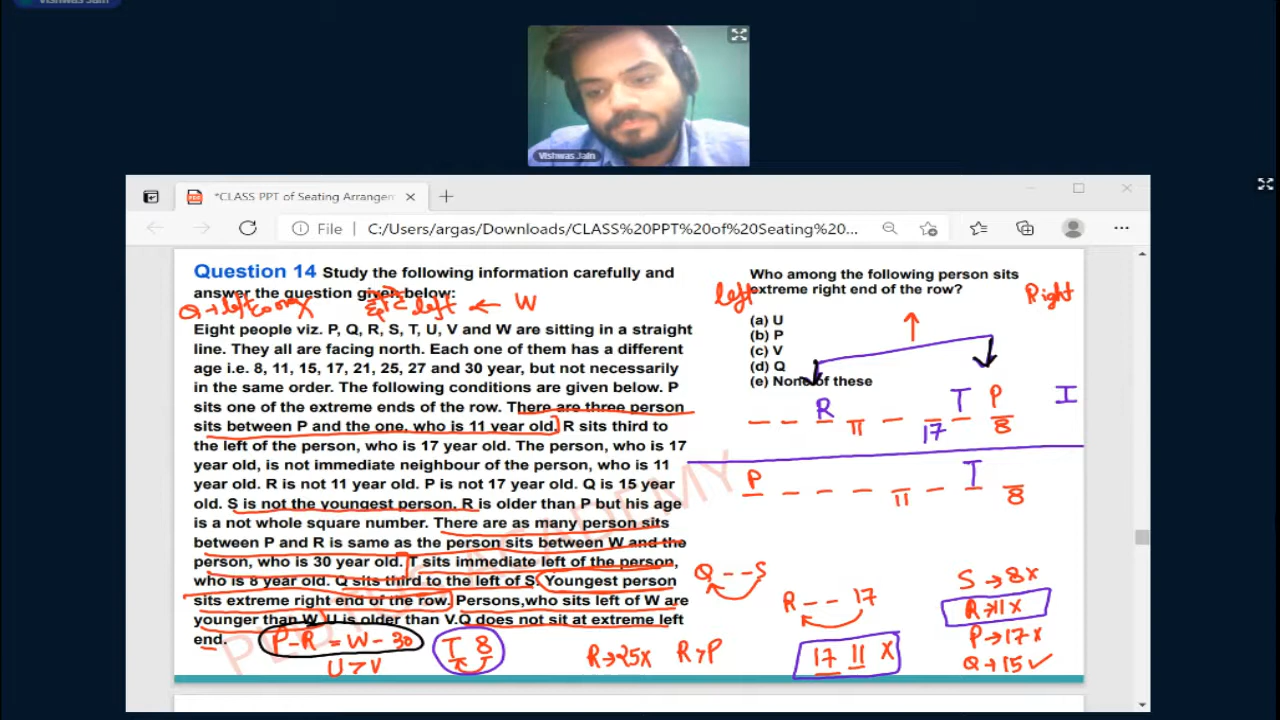 Vishwas Jain
Vishwas Jain
*CLASS PPT of Seating Arrangem
File C:/Users/argas/Downloads/CLASS%20PPT%20of%20Seating%20...
Question 14 Study the following information carefully and
answer the question given below:
Q → left corner X
left ← W
Eight people viz. P, Q, R, S, T, U, V and W are sitting in a straight
line. They all are facing north. Each one of them has a different
age i.e. 8, 11, 15, 17, 21, 25, 27 and 30 year, but not necessarily
in the same order. The following conditions are given below. P
sits one of the extreme ends of the row. There are three person
sits between P and the one, who is 11 year old. R sits third to
the left of the person, who is 17 year old. The person, who is 17
year old, is not immediate neighbour of the person, who is 11
year old. R is not 11 year old. P is not 17 year old. Q is 15 year
old. S is not the youngest person. R is older than P but his age
is a not whole square number. There are as many person sits
between P and R is same as the person sits between W and the
person, who is 30 year old. T sits immediate left of the person,
who is 8 year old. Q sits third to the left of S. Youngest person
sits extreme right end of the row. Persons,who sits left of W are
younger than W. U is older than V.Q does not sit at extreme left
end.
P-R = W-30
U > V
T 8
Who among the following person sits
extreme right end of the row?
left
Right
(a) U
(b) P
(c) V
(d) Q
(e) None of these
R T P I
11 17 8
P T
11 8
Q - - S
R - - 17
R → 25 X R > P
17 11 X
S → 8 X
R → 11 X
P → 17 X
Q → 15 ✓
ACADEMY